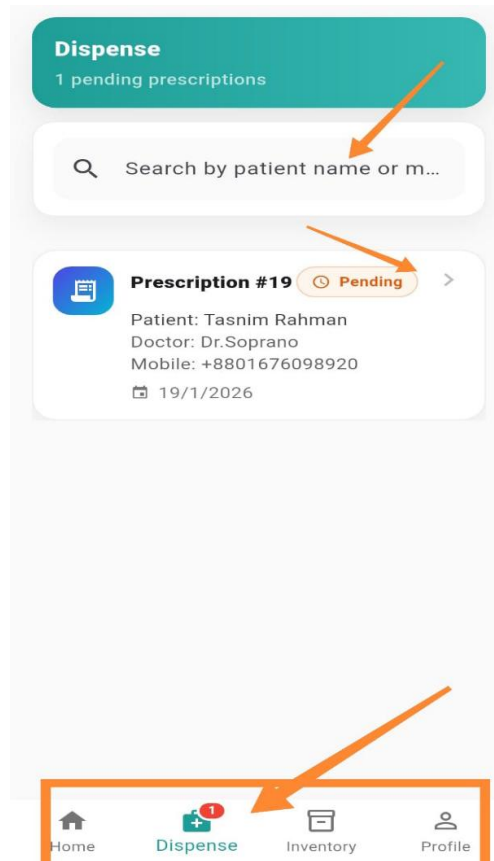 Dispense
1 pending prescriptions
Search by patient name or m...
Prescription #19 Pending
Patient: Tasnim Rahman
Doctor: Dr.Soprano
Mobile: +8801676098920
19/1/2026
1
Home Dispense Inventory Profile